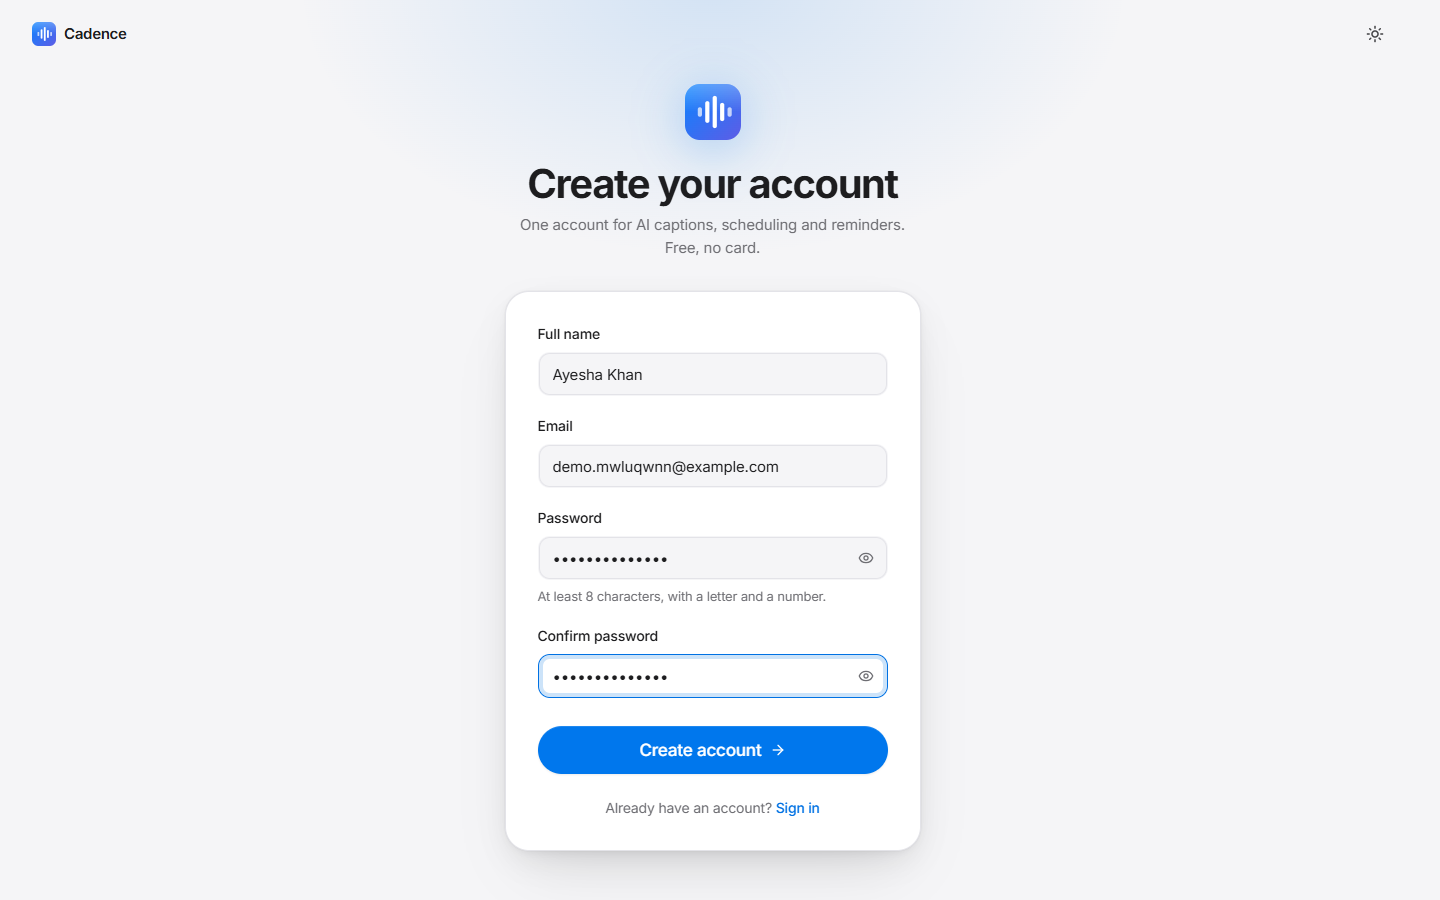 Cadence
Create your account
One account for AI captions, scheduling and reminders.
Free, no card.
Full name
Ayesha Khan
Email
demo.mwluqwnn@example.com
Password
••••••••••••••
At least 8 characters, with a letter and a number.
Confirm password
••••••••••••••
Create account →
Already have an account? Sign in